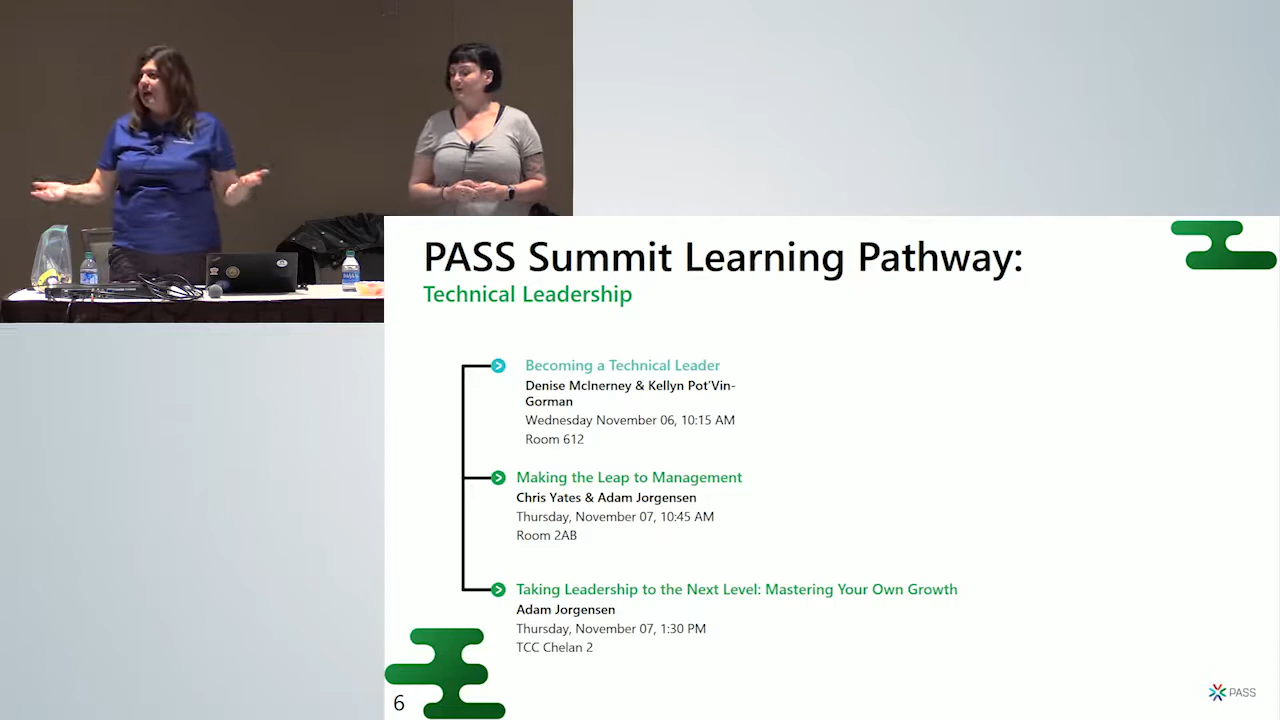 PASS Summit Learning Pathway:
Technical Leadership
Becoming a Technical Leader
Denise McInerney & Kellyn Pot'Vin-
Gorman
Wednesday November 06, 10:15 AM
Room 612
Making the Leap to Management
Chris Yates & Adam Jorgensen
Thursday, November 07, 10:45 AM
Room 2AB
Taking Leadership to the Next Level: Mastering Your Own Growth
Adam Jorgensen
Thursday, November 07, 1:30 PM
TCC Chelan 2
6
PASS